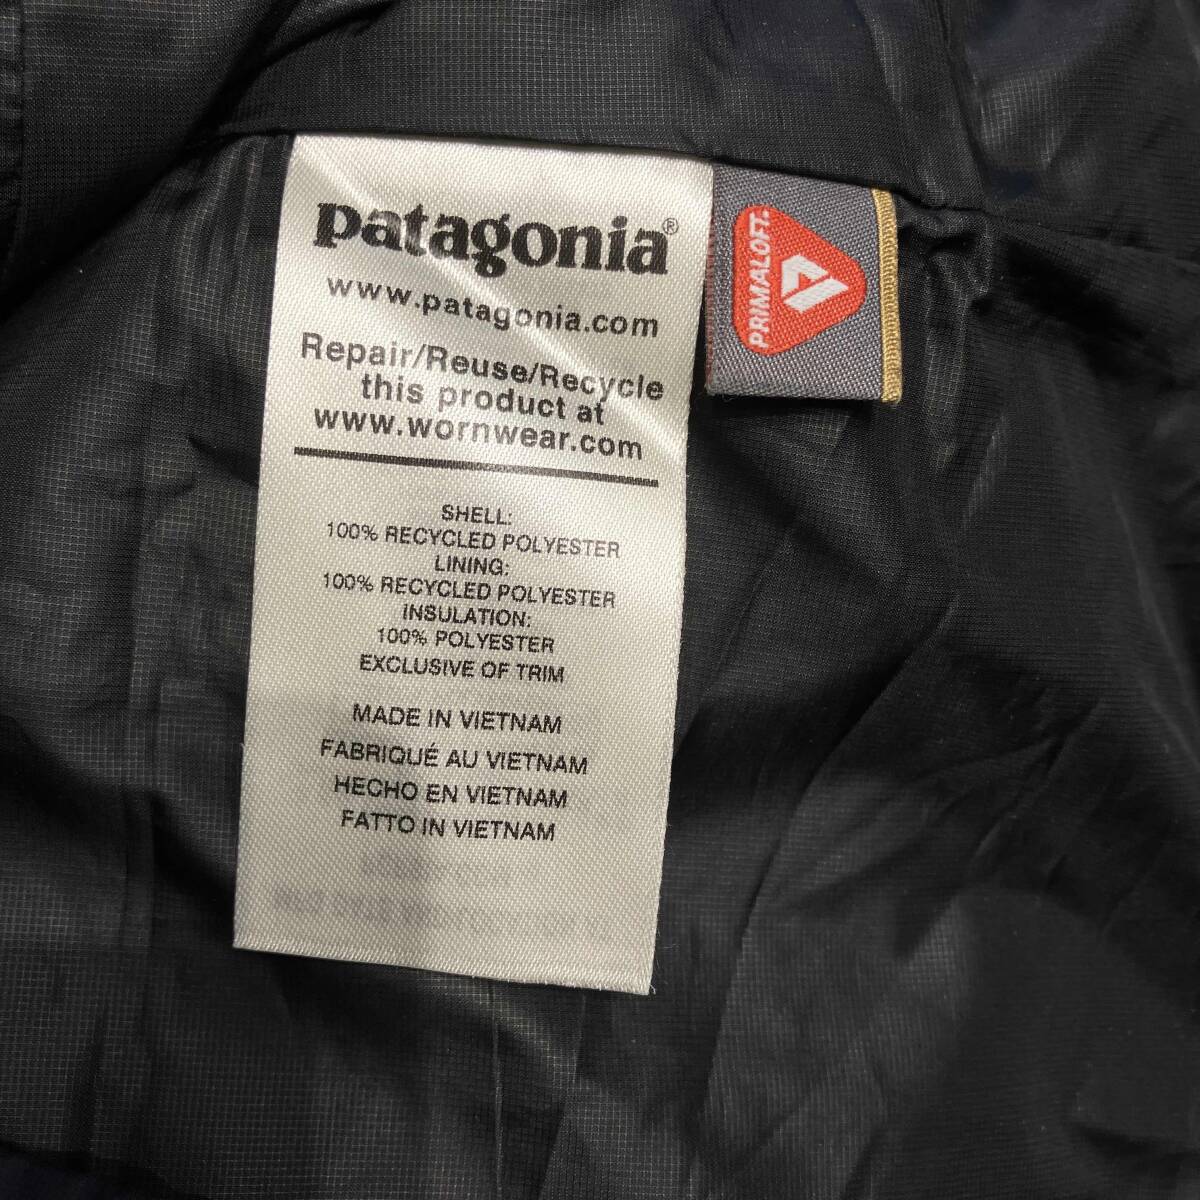 patagonia®
www.patagonia.com
Repair/Reuse/Recycle
this product at
www.wornwear.com
SHELL:
100% RECYCLED POLYESTER
LINING:
100% RECYCLED POLYESTER
INSULATION:
100% POLYESTER
EXCLUSIVE OF TRIM
MADE IN VIETNAM
FABRIQUÉ AU VIETNAM
HECHO EN VIETNAM
FATTO IN VIETNAM
PRIMALOFT.